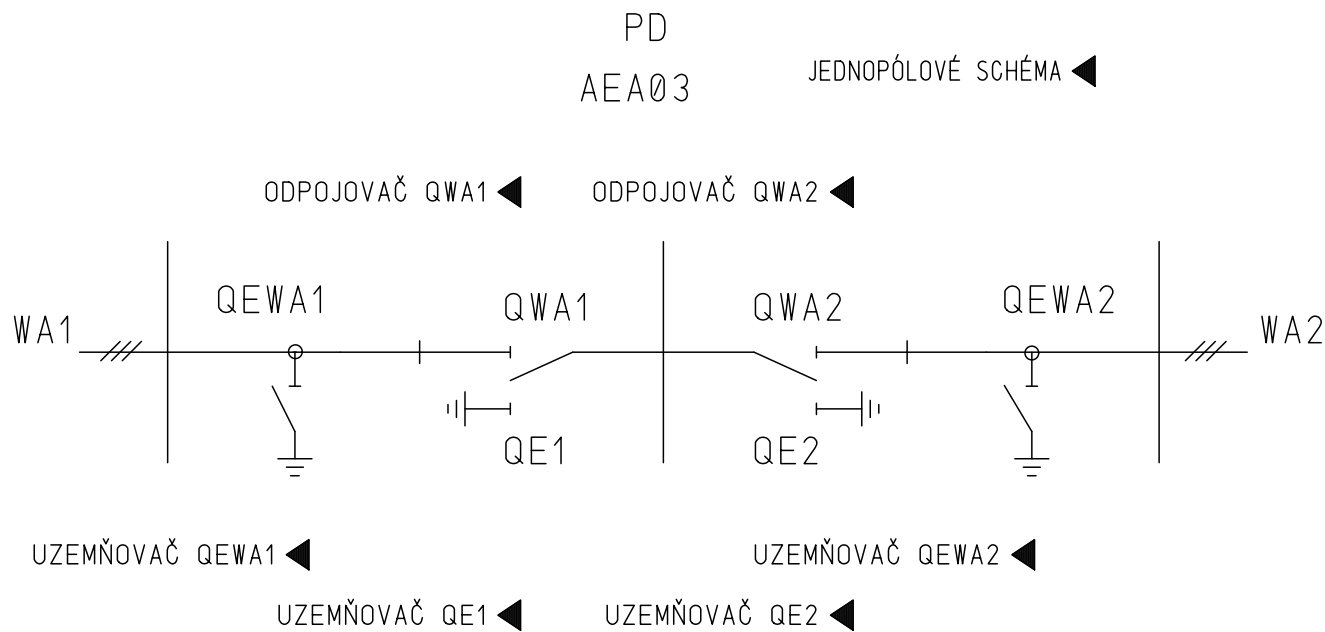 PD
AEA03
JEDNOPÓLOVÉ SCHÉMA
ODPOJOVAČ QWA1
ODPOJOVAČ QWA2
QEWA1
QWA1
QWA2
QEWA2
WA1
WA2
QE1
QE2
UZEMŇOVAČ QEWA1
UZEMŇOVAČ QEWA2
UZEMŇOVAČ QE1
UZEMŇOVAČ QE2